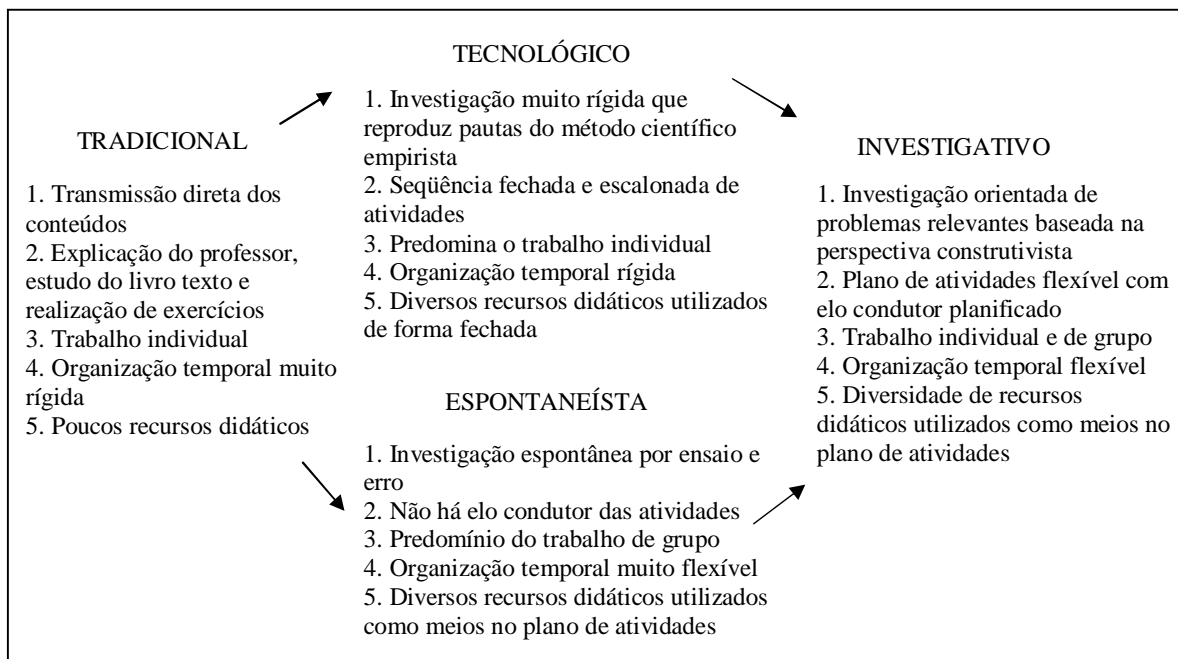 TRADICIONAL
1. Transmissão direta dos
conteúdos
2. Explicação do professor,
estudo do livro texto e
realização de exercícios
3. Trabalho individual
4. Organização temporal muito
rígida
5. Poucos recursos didáticos
TECNOLÓGICO
1. Investigação muito rígida que
reproduz pautas do método científico
empirista
2. Seqüência fechada e escalonada de
atividades
3. Predomina o trabalho individual
4. Organização temporal rígida
5. Diversos recursos didáticos utilizados
de forma fechada
ESPONTANEÍSTA
1. Investigação espontânea por ensaio e
erro
2. Não há elo condutor das atividades
3. Predomínio do trabalho de grupo
4. Organização temporal muito flexível
5. Diversos recursos didáticos utilizados
como meios no plano de atividades
INVESTIGATIVO
1. Investigação orientada de
problemas relevantes baseada na
perspectiva construtivista
2. Plano de atividades flexível com
elo condutor planificado
3. Trabalho individual e de grupo
4. Organização temporal flexível
5. Diversidade de recursos
didáticos utilizados como meios no
plano de atividades